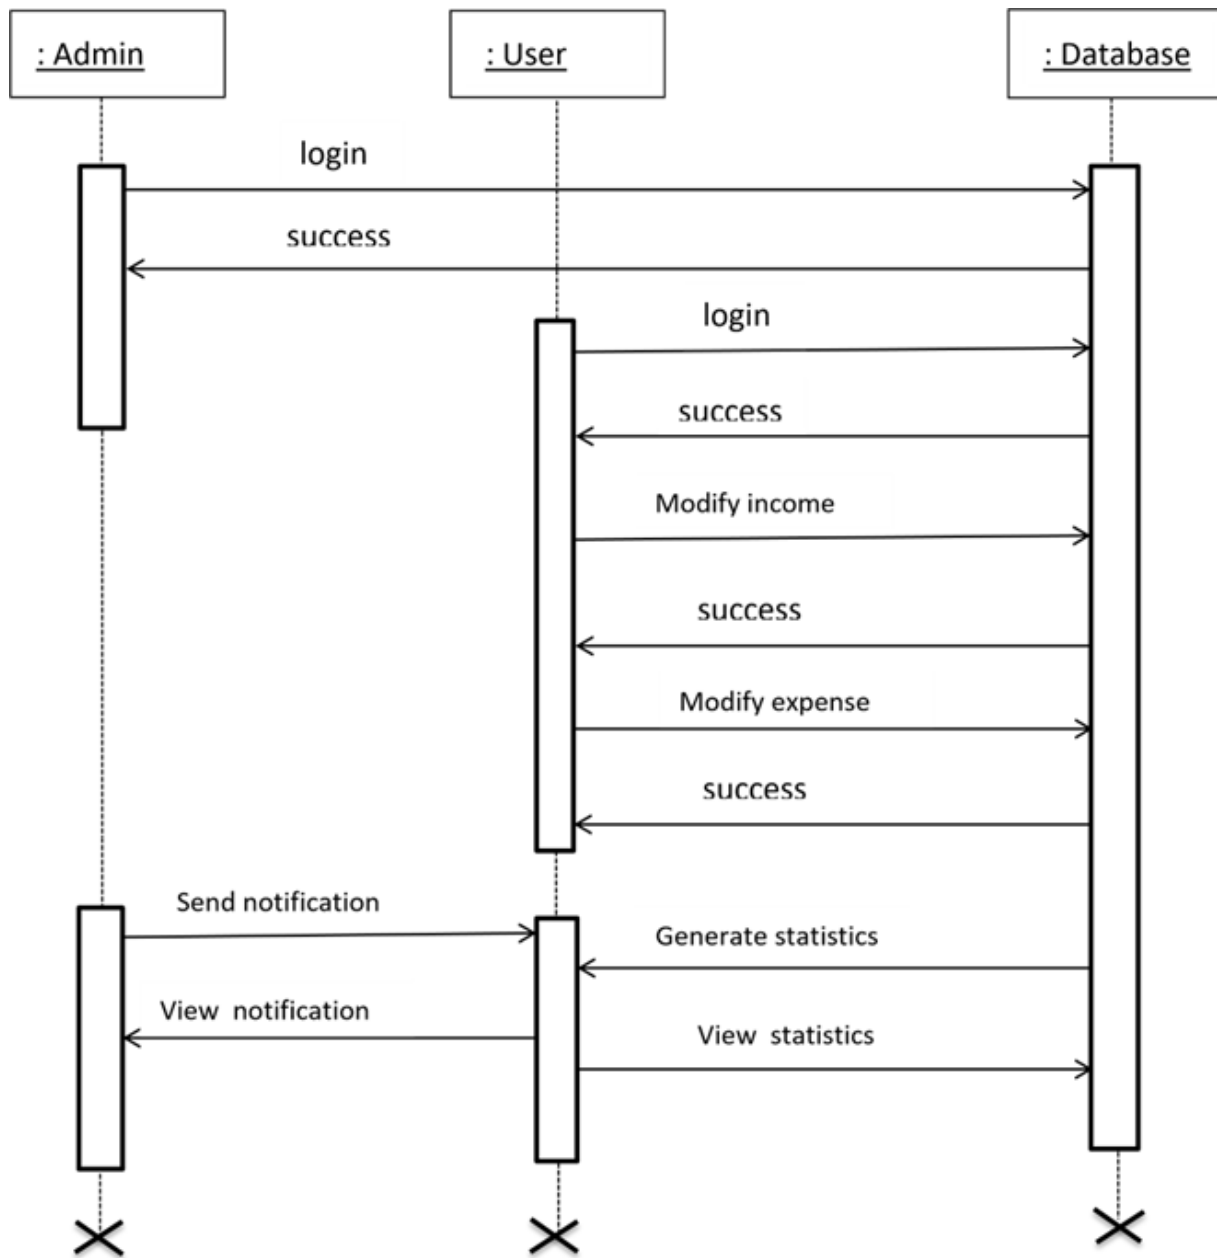 : Admin
: User
: Database
login
success
login
success
Modify income
success
Modify expense
success
Send notification
Generate statistics
View  notification
View  statistics